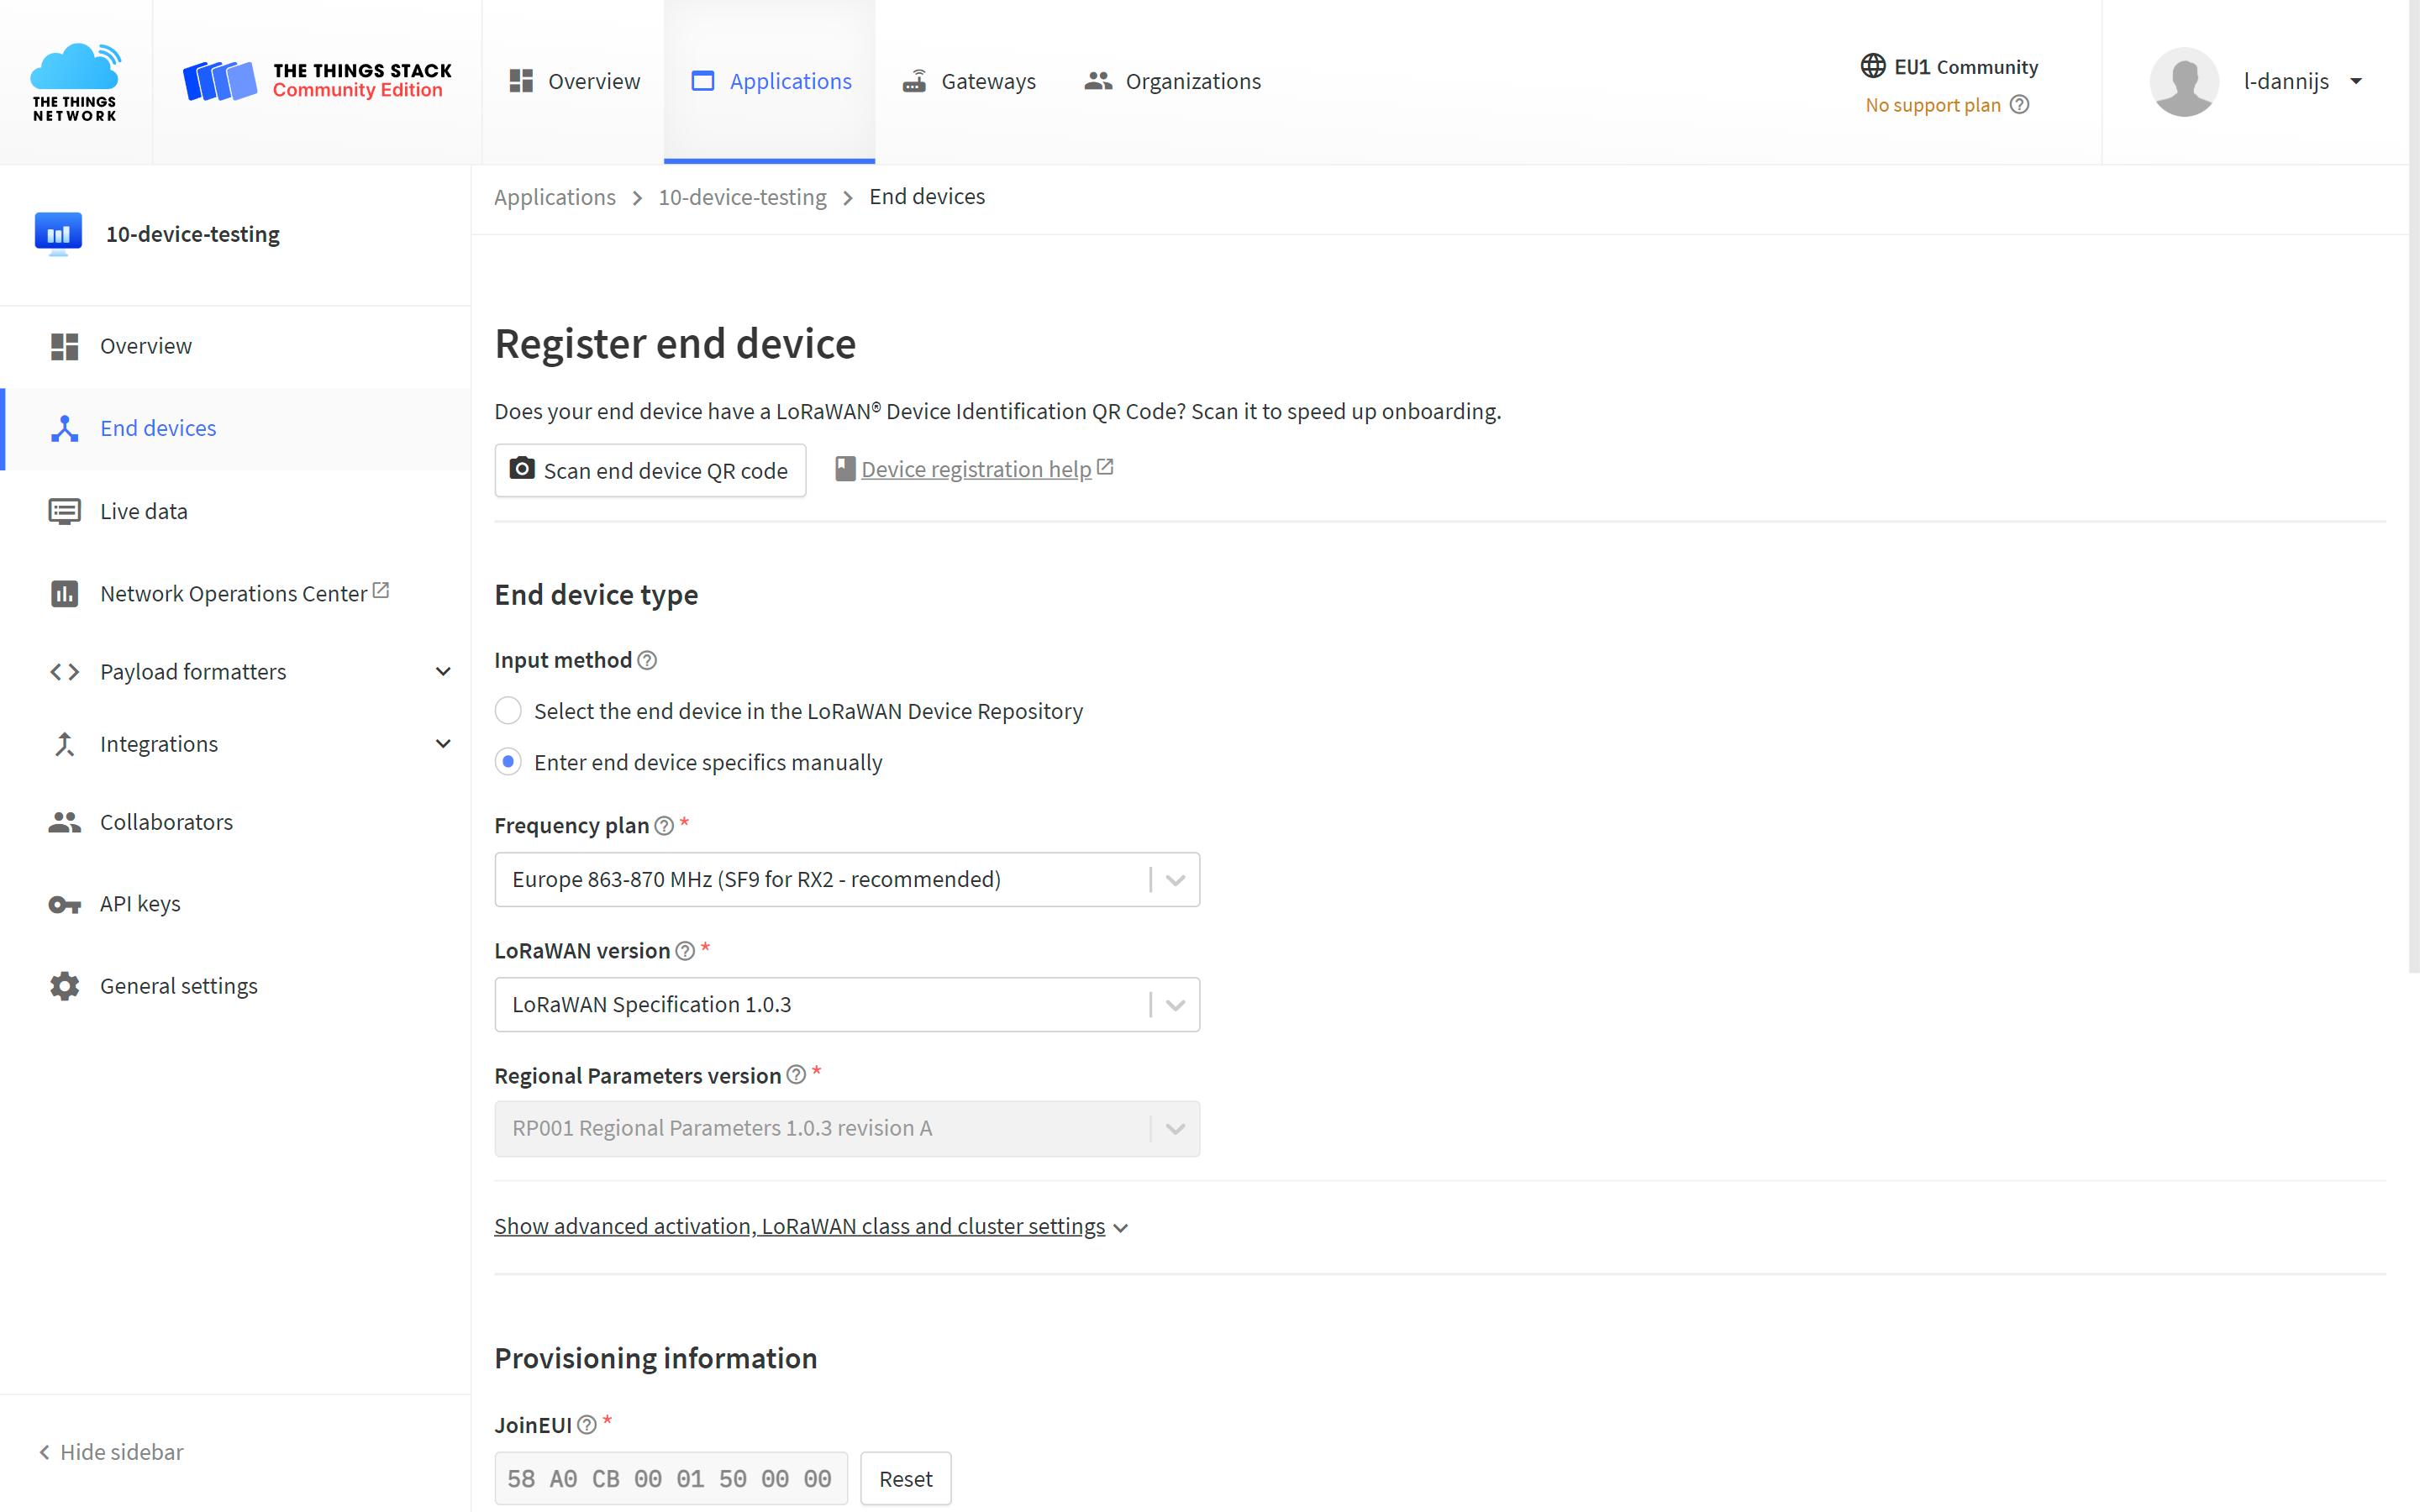 THE THINGS
NETWORK
THE THINGS STACK
Community Edition
Overview
Applications
Gateways
Organizations
EU1 Community
No support plan
l-dannijs
10-device-testing
Overview
End devices
Live data
Network Operations Center
Payload formatters
Integrations
Collaborators
API keys
General settings
Hide sidebar
Applications > 10-device-testing > End devices
Register end device
Does your end device have a LoRaWAN® Device Identification QR Code? Scan it to speed up onboarding.
Scan end device QR code
Device registration help
End device type
Input method
Select the end device in the LoRaWAN Device Repository
Enter end device specifics manually
Frequency plan *
Europe 863-870 MHz (SF9 for RX2 - recommended)
LoRaWAN version *
LoRaWAN Specification 1.0.3
Regional Parameters version *
RP001 Regional Parameters 1.0.3 revision A
Show advanced activation, LoRaWAN class and cluster settings
Provisioning information
JoinEUI *
58 A0 CB 00 01 50 00 00
Reset